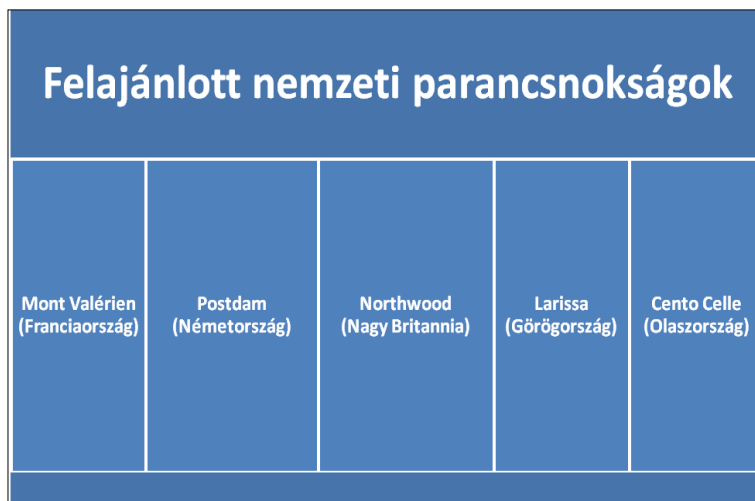 Felajánlott nemzeti parancsnokságok
Mont Valérien
(Franciaország)
Postdam
(Németország)
Northwood
(Nagy Britannia)
Larissa
(Görögország)
Cento Celle
(Olaszország)